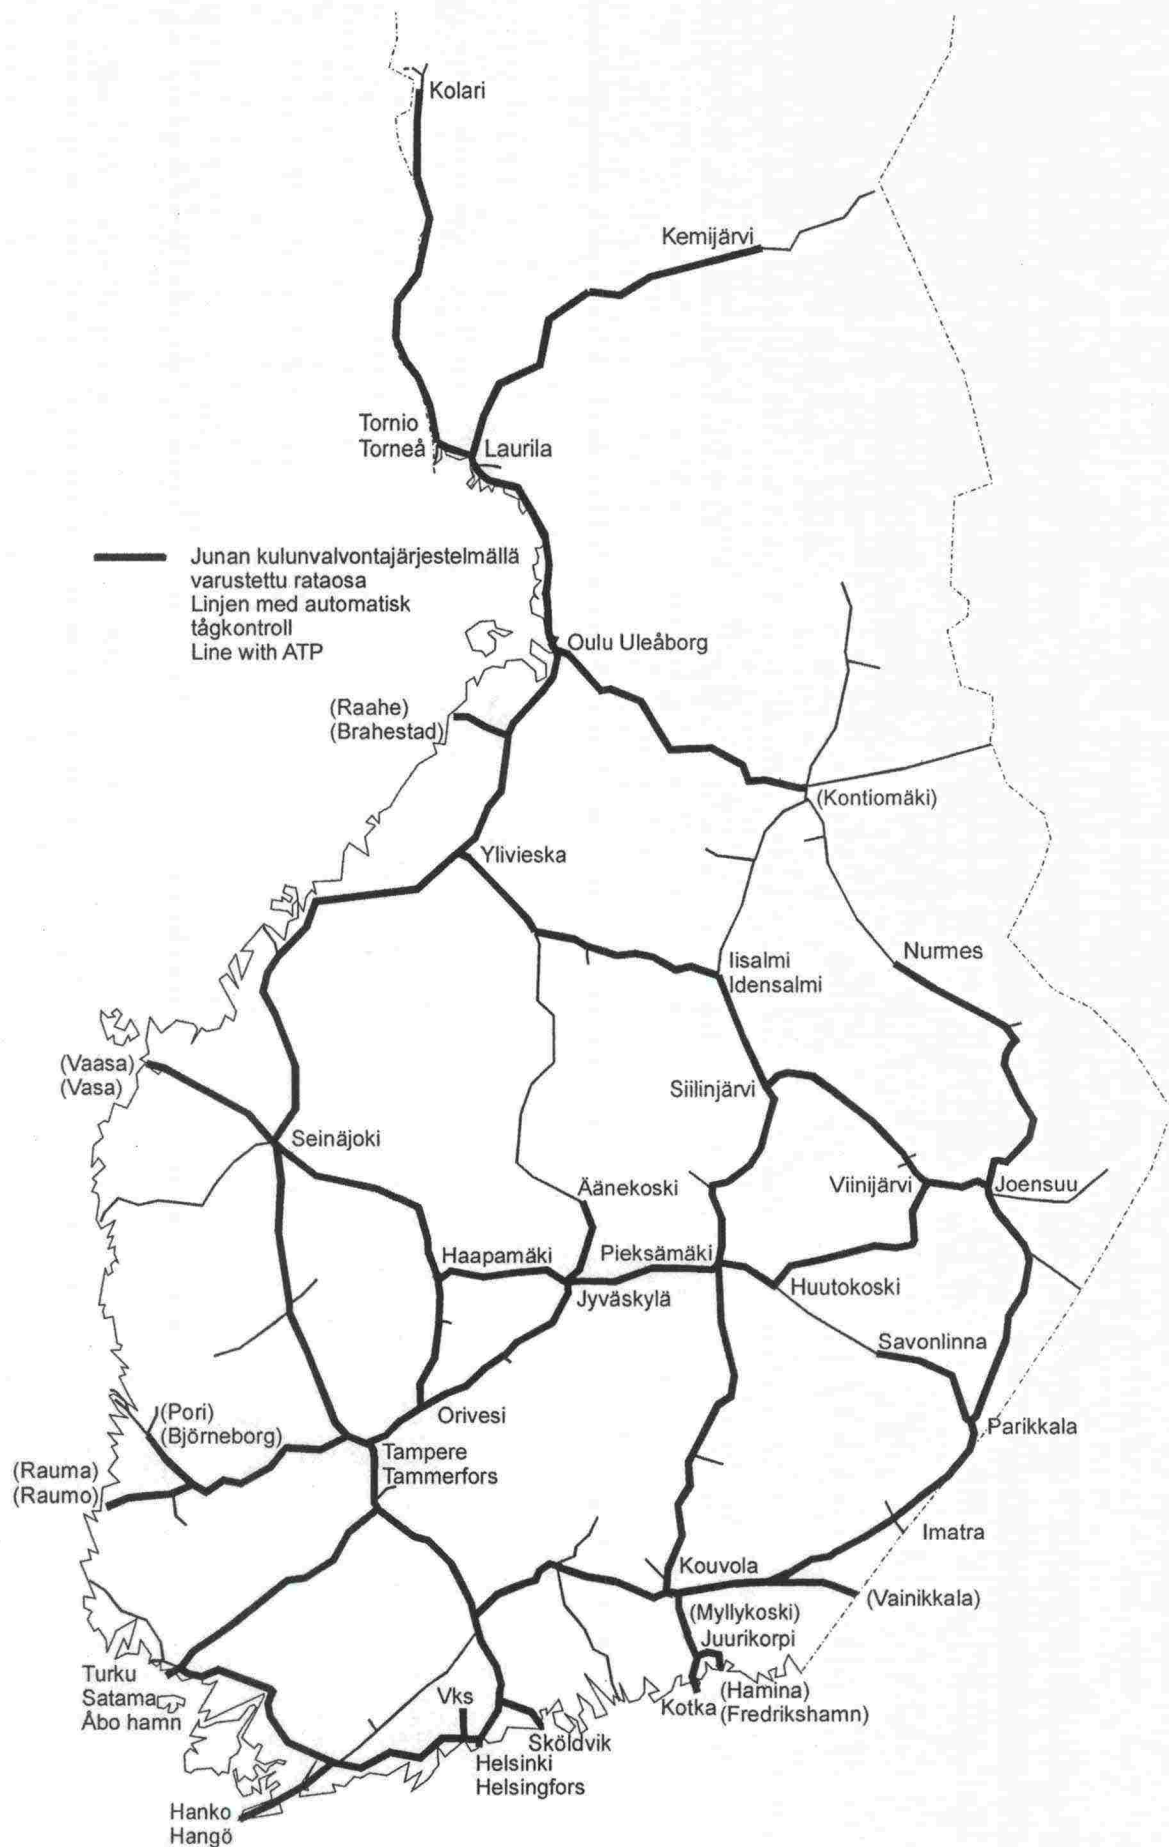 Kolari
Kemijärvi
Tornio
Torneå
Laurila
Junan kulunvalvontajärjestelmällä
varustettu rataosa
Linjen med automatisk
tågkontroll
Line with ATP
Oulu Uleåborg
(Raahe)
(Brahestad)
(Kontiomäki)
Ylivieska
Nurmes
Iisalmi
Idensalmi
(Vaasa)
(Vasa)
Siilinjärvi
Seinäjoki
Äänekoski
Viinijärvi
Joensuu
Haapamäki
Pieksämäki
Huutokoski
Jyväskylä
Savonlinna
(Pori)
(Björneborg)
Orivesi
Parikkala
Tampere
Tammerfors
(Rauma)
(Raumo)
Imatra
Kouvola
(Vainikkala)
(Myllykoski)
Juurikorpi
Turku
Satama
Åbo hamn
Vks
Kotka
(Hamina)
(Fredrikshamn)
Sköldvik
Helsinki
Helsingfors
Hanko
Hangö